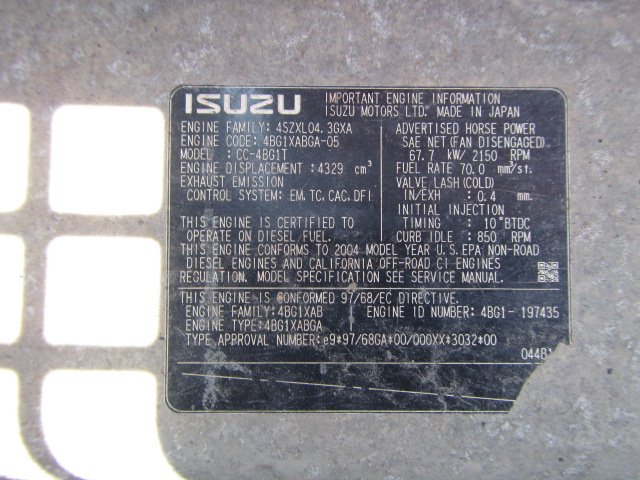 ISUZU IMPORTANT ENGINE INFORMATION
ISUZU MOTORS LTD. MADE IN JAPAN
ENGINE FAMILY: 4SZXL04.3GXA
ENGINE CODE: 4BG1XABGA-05
MODEL : CC-4BG1T
ENGINE DISPLACEMENT :4329 cm³
EXHAUST EMISSION
CONTROL SYSTEM: EM, TC, CAC, DFI
THIS ENGINE IS CERTIFIED TO
OPERATE ON DIESEL FUEL.
ADVERTISED HORSE POWER
SAE NET (FAN DISENGAGED)
67.7 kW/ 2150 RPM
FUEL RATE 70.0 mm³/st.
VALVE LASH (COLD)
IN/EXH : 0.4 mm.
INITIAL INJECTION
TIMING : 10°BTDC
CURB IDLE : 850 RPM
THIS ENGINE CONFORMS TO 2004 MODEL YEAR U.S.EPA NON-ROAD
DIESEL ENGINES AND CALIFORNIA OFF-ROAD CI ENGINES
REGULATION. MODEL SPECIFICATION SEE SERVICE MANUAL.
THIS ENGINE IS CONFORMED 97/68/EC DIRECTIVE.
ENGINE FAMILY: 4BG1XAB ENGINE ID NUMBER: 4BG1- 197435
ENGINE TYPE:4BG1XABGA
TYPE APPROVAL NUMBER:e9*97/68GA*00/000XX*3032*00